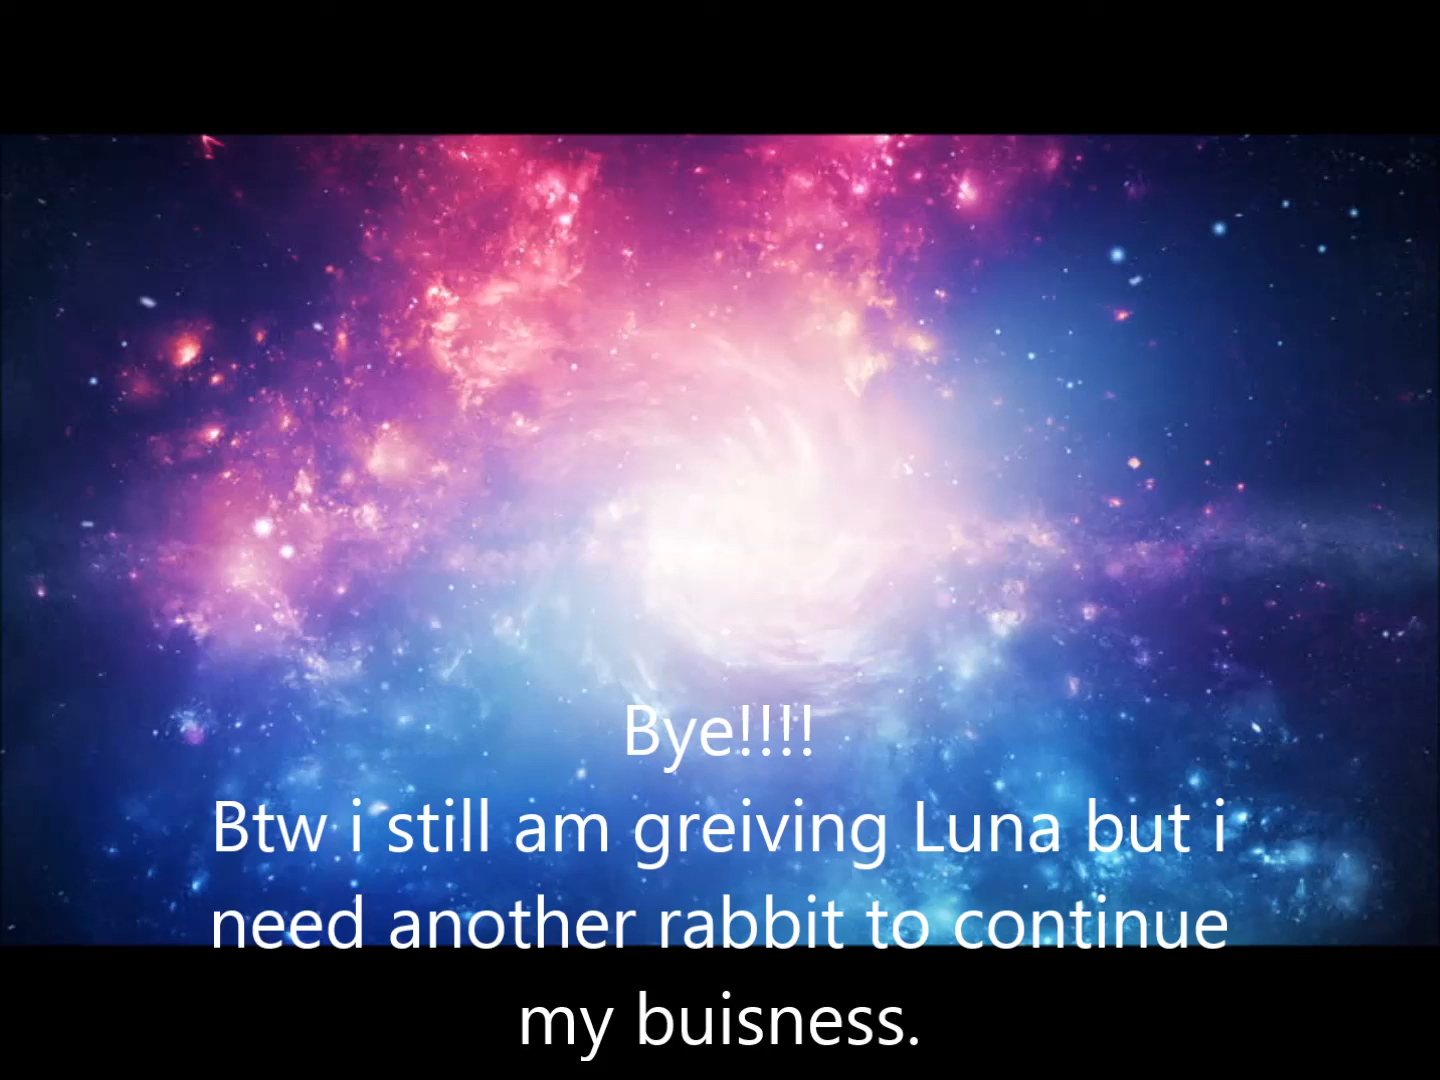 Bye!!!!
Btw i still am greiving Luna but i
need another rabbit to continue
my buisness.